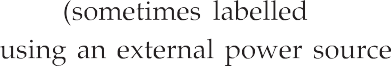 (sometimes labelled
using an external power source